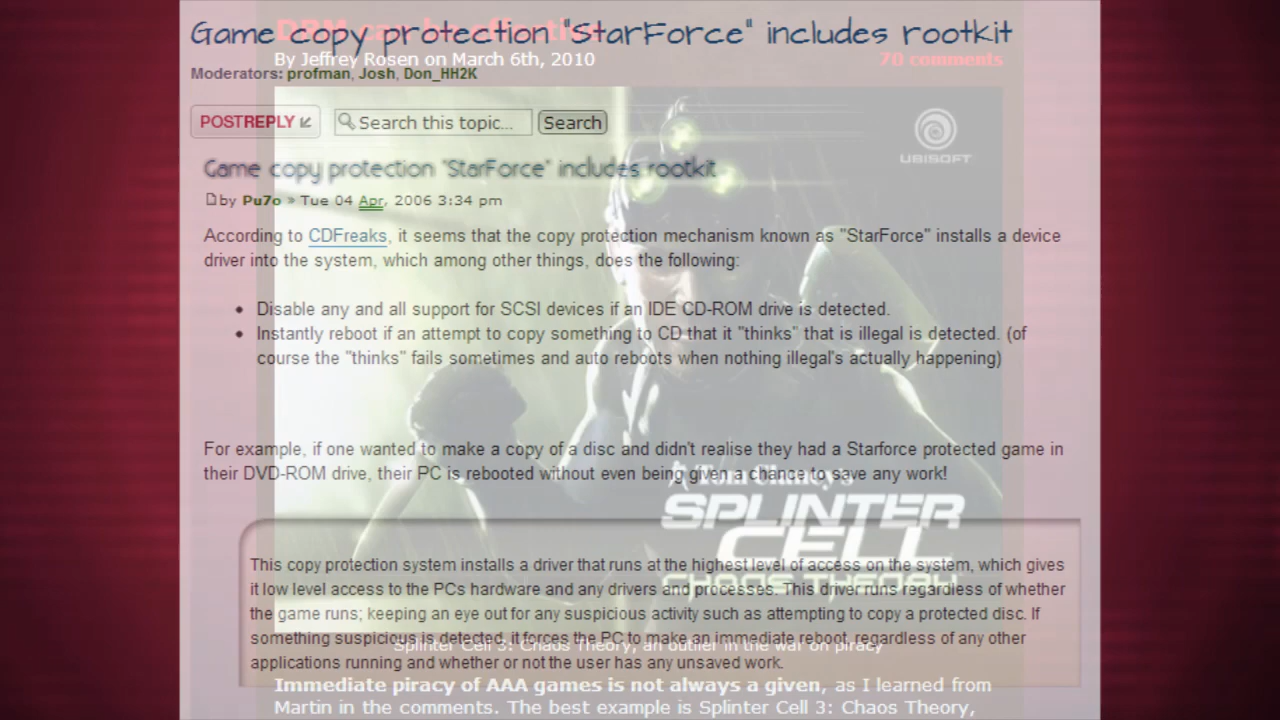 DRM can be effective
Game copy protection "StarForce" includes rootkit
By Jeffrey Rosen on March 6th, 2010
70 comments
Moderators: profman, Josh, Don_HH2K
POSTREPLY
Search this topic...
Search
UBISOFT
Game copy protection "StarForce" includes rootkit
by Pu7o » Tue 04 Apr, 2006 3:34 pm
According to CDFreaks, it seems that the copy protection mechanism known as "StarForce" installs a device
driver into the system, which among other things, does the following:
• Disable any and all support for SCSI devices if an IDE CD-ROM drive is detected.
• Instantly reboot if an attempt to copy something to CD that it "thinks" that is illegal is detected. (of
course the "thinks" fails sometimes and auto reboots when nothing illegal's actually happening)
For example, if one wanted to make a copy of a disc and didn't realise they had a Starforce protected game in
their DVD-ROM drive, their PC is rebooted without even being given a chance to save any work!
Tom Clancy's
SPLINTER
CELL
CHAOS THEORY
This copy protection system installs a driver that runs at the highest level of access on the system, which gives
it low level access to the PCs hardware and any drivers and processes. This driver runs regardless of whether
the game runs; keeping an eye out for any suspicious activity such as attempting to copy a protected disc. If
something suspicious is detected, it forces the PC to make an immediate reboot, regardless of any other
Splinter Cell 3: Chaos Theory, an outlier in the war on piracy
applications running and whether or not the user has any unsaved work.
Immediate piracy of AAA games is not always a given, as I learned from
Martin in the comments. The best example is Splinter Cell 3: Chaos Theory,